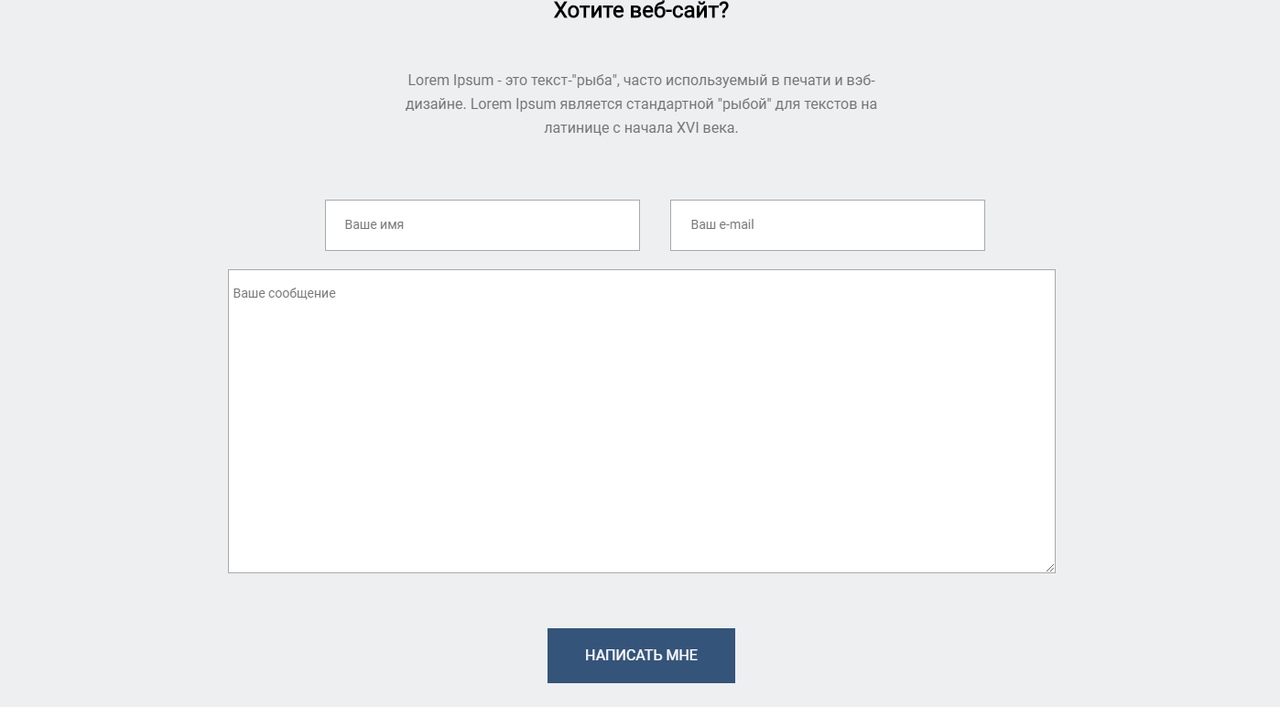 Хотите веб-сайт?
Lorem Ipsum - это текст-"рыба", часто используемый в печати и вэб-
дизайне. Lorem Ipsum является стандартной "рыбой" для текстов на
латинице с начала XVI века.
Ваше имя
Ваш e-mail
Ваше сообщение
НАПИСАТЬ МНЕ